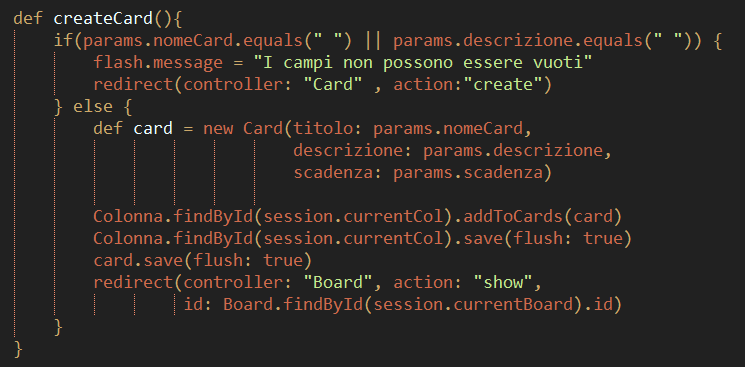 def createCard(){
if(params.nomeCard.equals(" ") || params.descrizione.equals(" ")) {
flash.message = "I campi non possono essere vuoti"
redirect(controller: "Card" , action:"create")
} else {
def card = new Card(titolo: params.nomeCard,
descrizione: params.descrizione,
scadenza: params.scadenza)
Colonna.findById(session.currentCol).addToCards(card)
Colonna.findById(session.currentCol).save(flush: true)
card.save(flush: true)
redirect(controller: "Board", action: "show",
id: Board.findById(session.currentBoard).id)
}
}